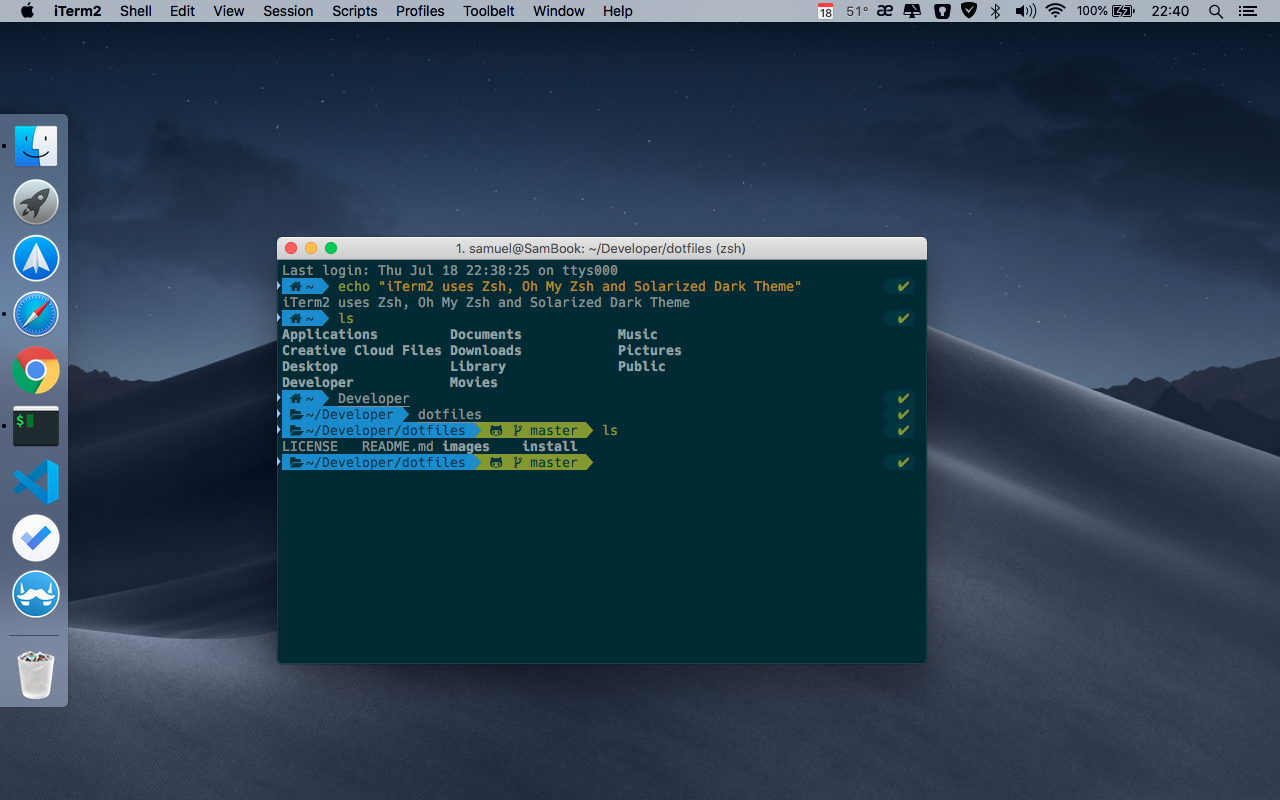 iTerm2 Shell Edit View Session Scripts Profiles Toolbelt Window Help 18 51° æ 100% 22:40
1. samuel@SamBook: ~/Developer/dotfiles (zsh)
Last login: Thu Jul 18 22:38:25 on ttys000
~ echo "iTerm2 uses Zsh, Oh My Zsh and Solarized Dark Theme" ✔
iTerm2 uses Zsh, Oh My Zsh and Solarized Dark Theme
~ ls ✔
Applications Documents Music
Creative Cloud Files Downloads Pictures
Desktop Library Public
Developer Movies
~ Developer ✔
~/Developer dotfiles ✔
~/Developer/dotfiles master ls ✔
LICENSE README.md images install
~/Developer/dotfiles master ✔
$